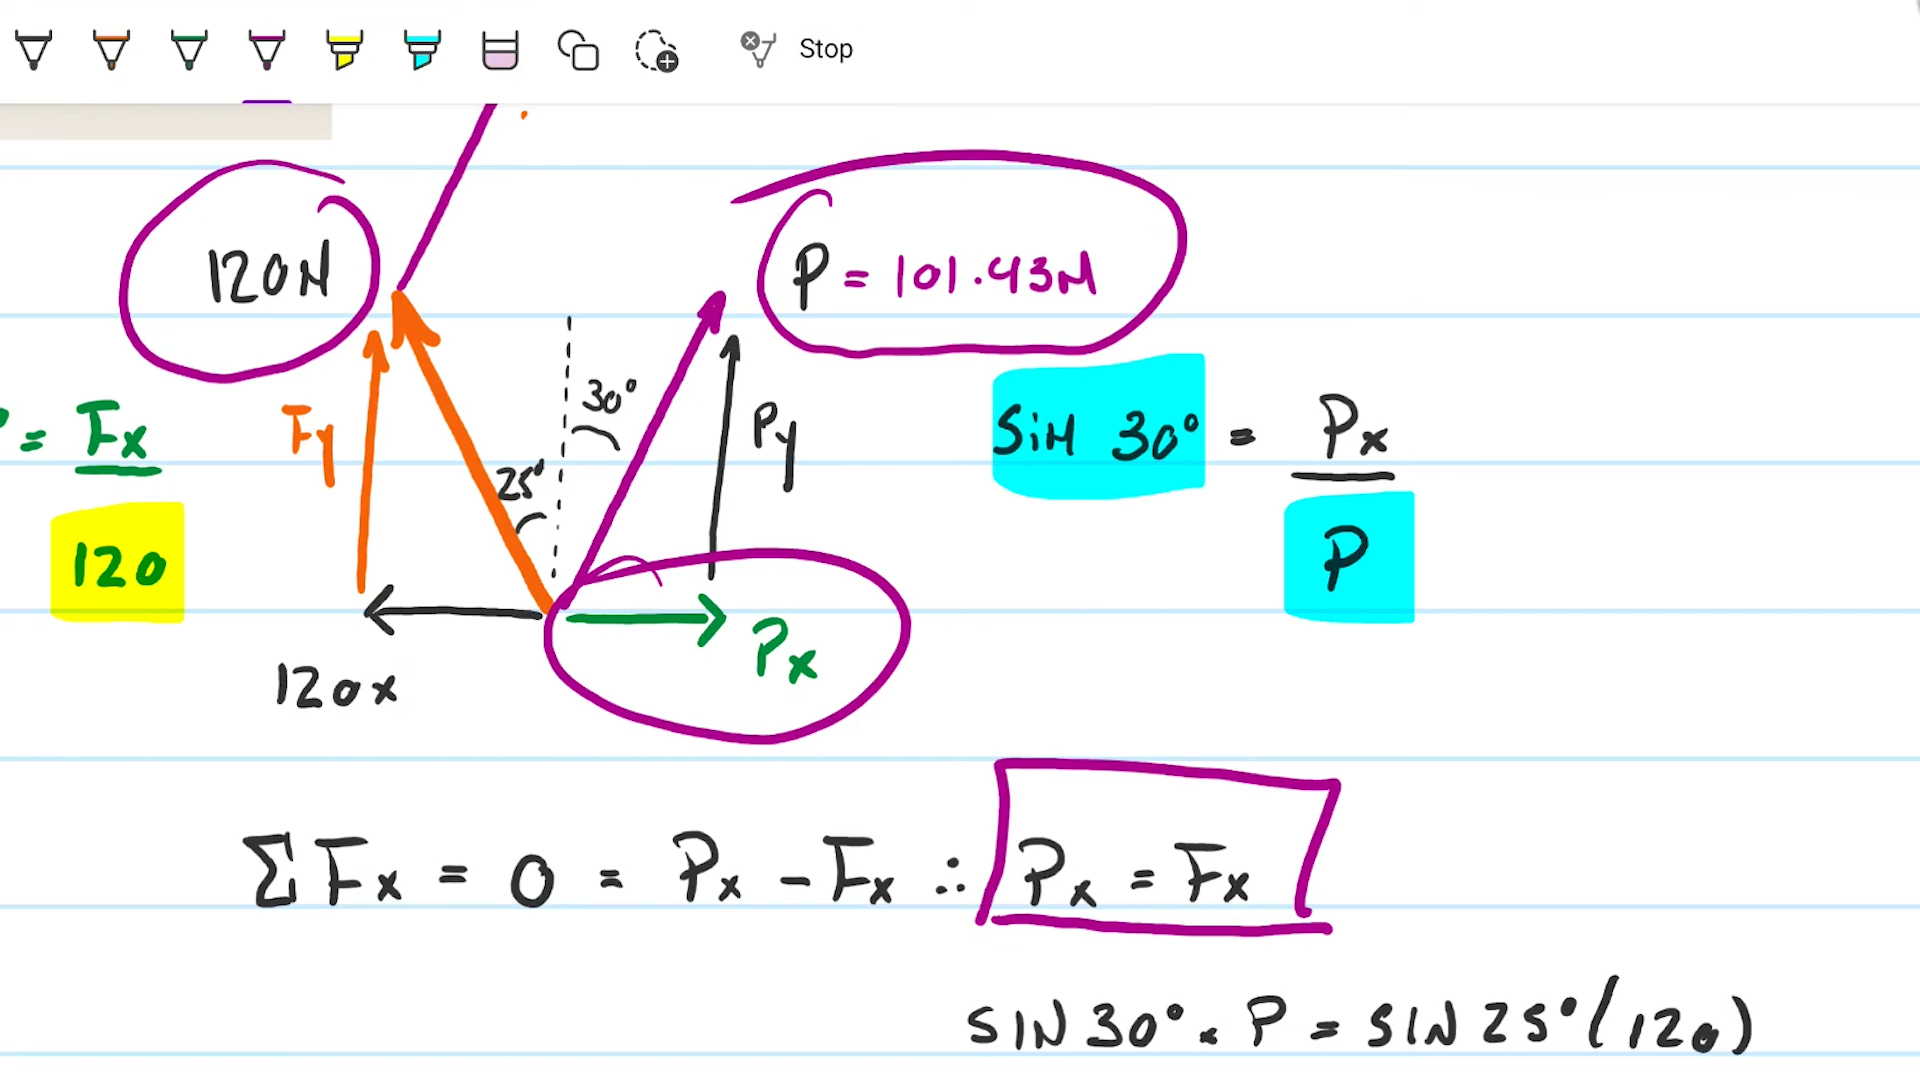 Stop
120N
P = 101.43N
= Fx
120
Fy
25°
30°
Py
SiN 30° = Px
P
120x
Px
ΣFx = 0 = Px - Fx ∴ Px = Fx
SIN 30° × P = SIN 25° (120)